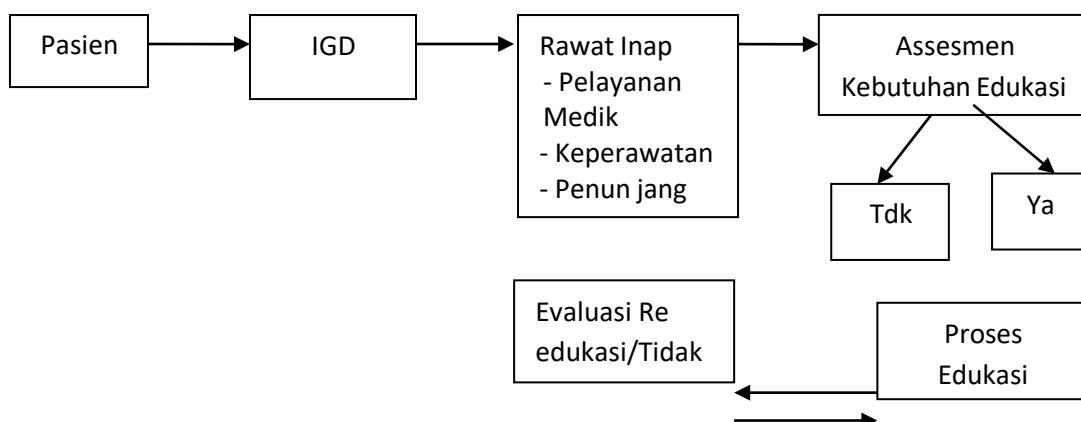 Pasien
IGD
Rawat Inap
- Pelayanan
Medik
- Keperawatan
- Penun jang
Assesmen
Kebutuhan Edukasi
Tdk
Ya
Evaluasi Re
edukasi/Tidak
Proses
Edukasi